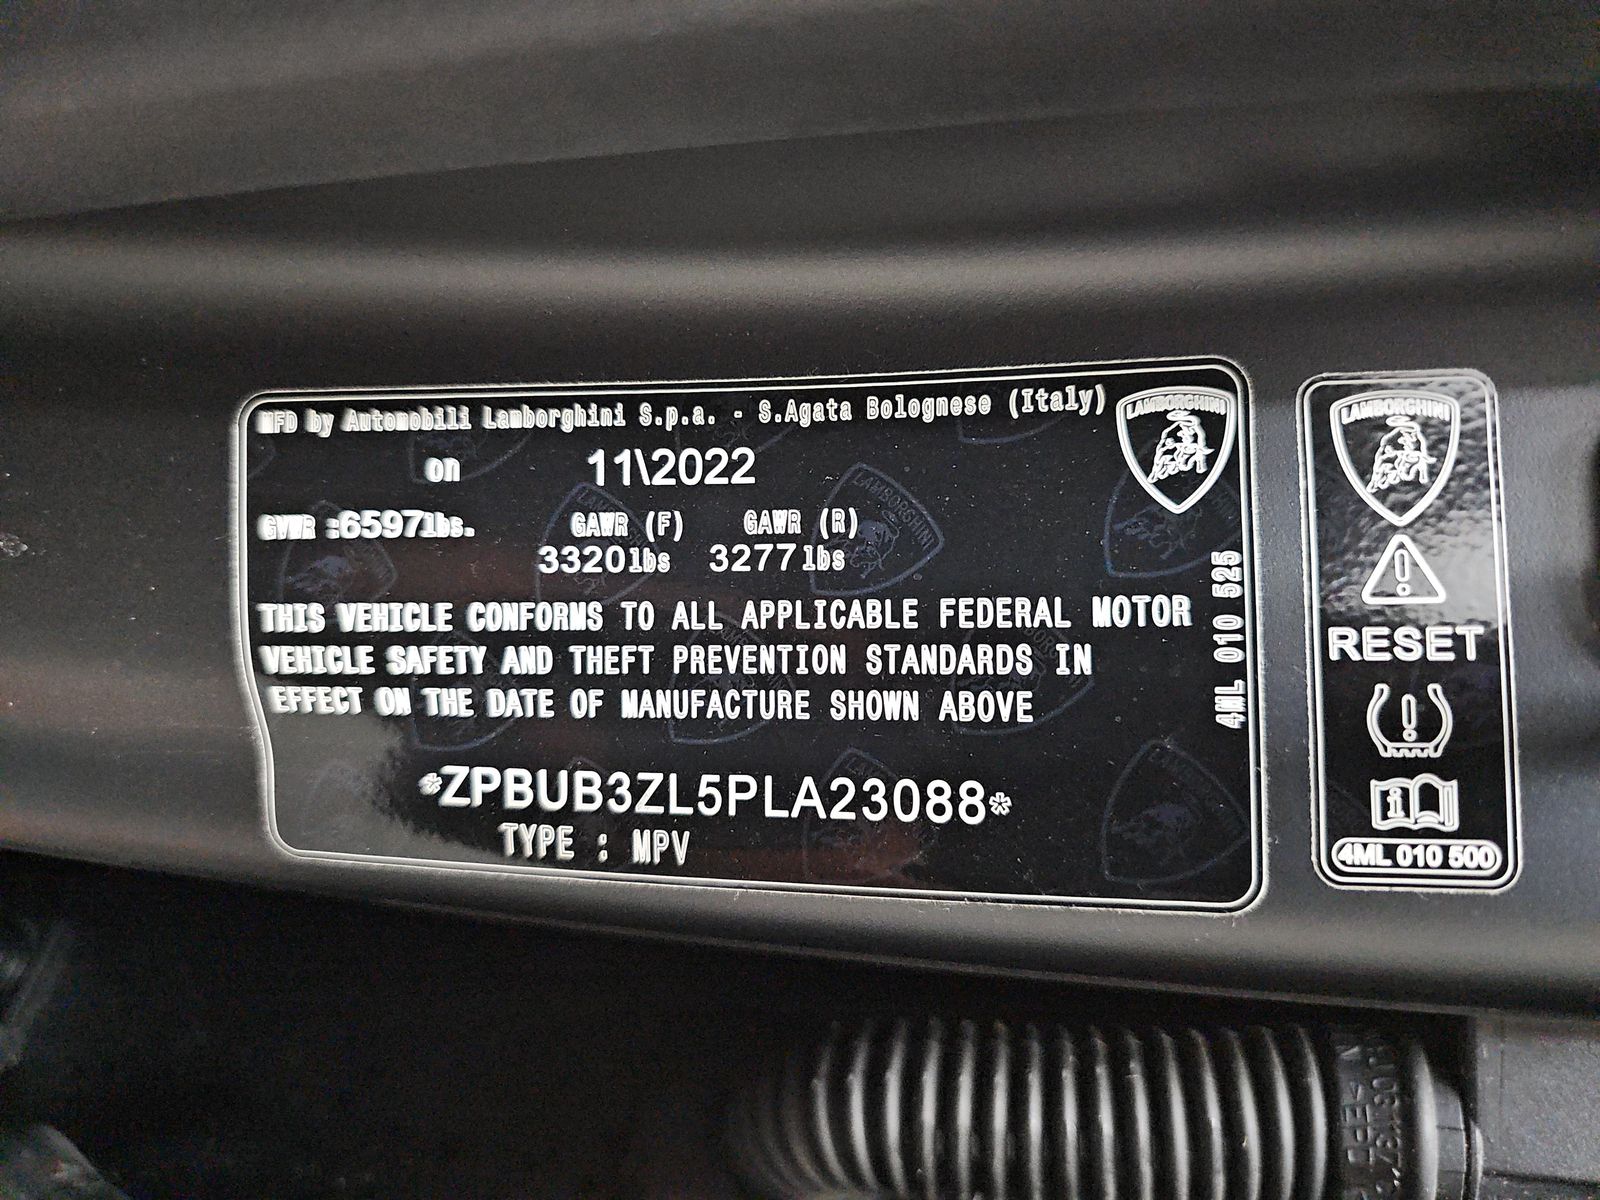 MFD by Automobili Lamborghini S.p.a. - S.Agata Bolognese (Italy)
on 11\2022
GVWR :6597lbs. GAWR (F) GAWR (R)
3320lbs 3277lbs
THIS VEHICLE CONFORMS TO ALL APPLICABLE FEDERAL MOTOR
VEHICLE SAFETY AND THEFT PREVENTION STANDARDS IN
EFFECT ON THE DATE OF MANUFACTURE SHOWN ABOVE
*ZPBUB3ZL5PLA23088*
TYPE : MPV
LAMBORGHINI
4ML 010 525
LAMBORGHINI
RESET
4ML 010 500